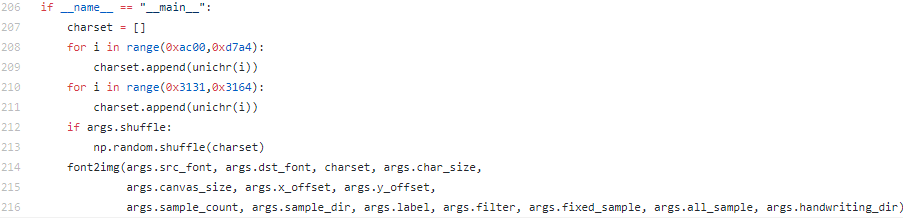 206 if __name__ == "__main__":
207     charset = []
208     for i in range(0xac00,0xd7a4):
209         charset.append(unichr(i))
210     for i in range(0x3131,0x3164):
211         charset.append(unichr(i))
212     if args.shuffle:
213         np.random.shuffle(charset)
214     font2img(args.src_font, args.dst_font, charset, args.char_size,
215              args.canvas_size, args.x_offset, args.y_offset,
216              args.sample_count, args.sample_dir, args.label, args.filter, args.fixed_sample, args.all_sample, args.handwriting_dir)